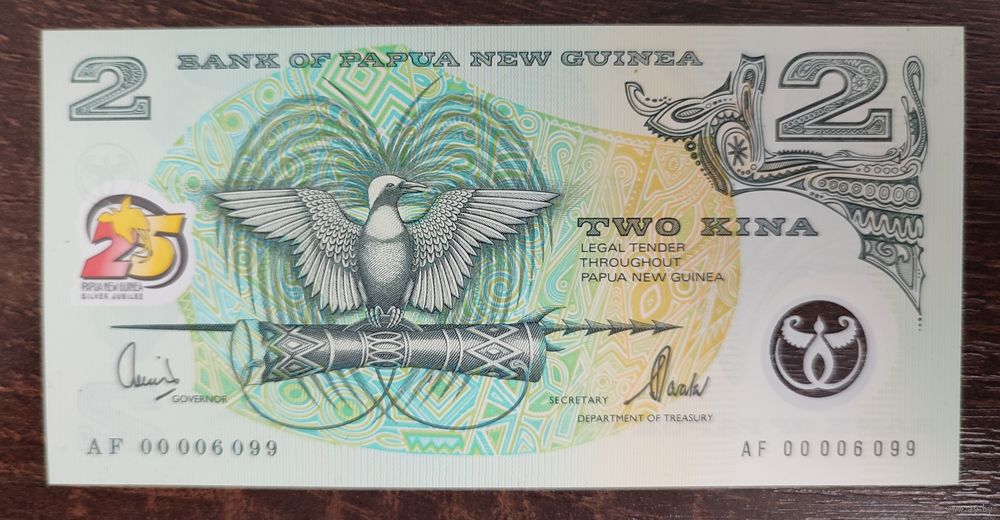 2
BANK OF PAPUA NEW GUINEA
2
25
PAPUA NEW GUINEA
SILVER JUBILEE
TWO KINA
LEGAL TENDER
THROUGHOUT
PAPUA NEW GUINEA
GOVERNOR
SECRETARY
DEPARTMENT OF TREASURY
AF 00006099
AF 00006099